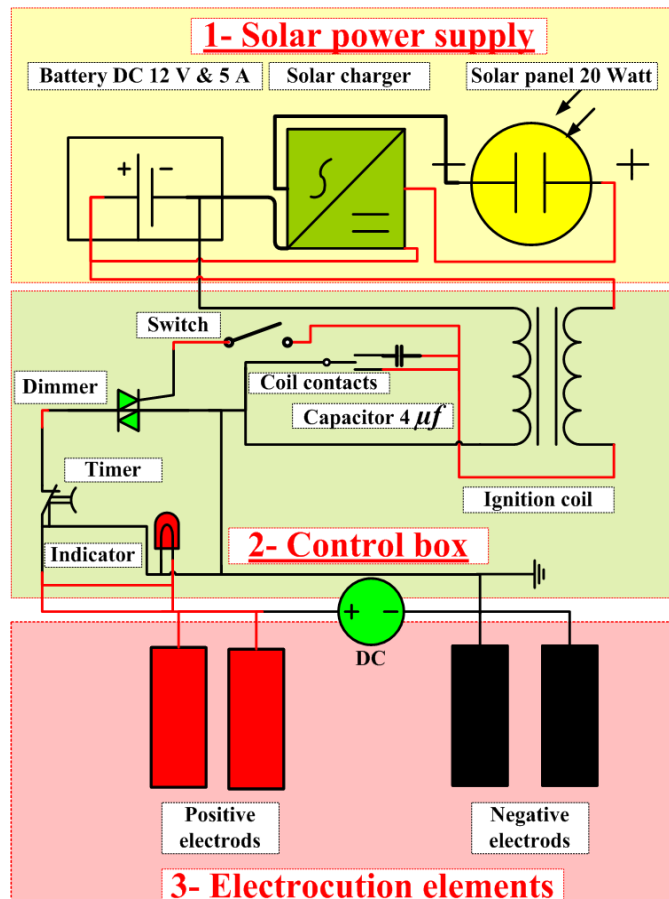 1- Solar power supply
Battery DC 12 V & 5 A Solar charger Solar panel 20 Watt
+ −
+
Switch
Dimmer
Coil contacts
Capacitor 4 μf
Timer
Ignition coil
Indicator
2- Control box
+ −
DC
Positive
electrods
Negative
electrods
3- Electrocution elements